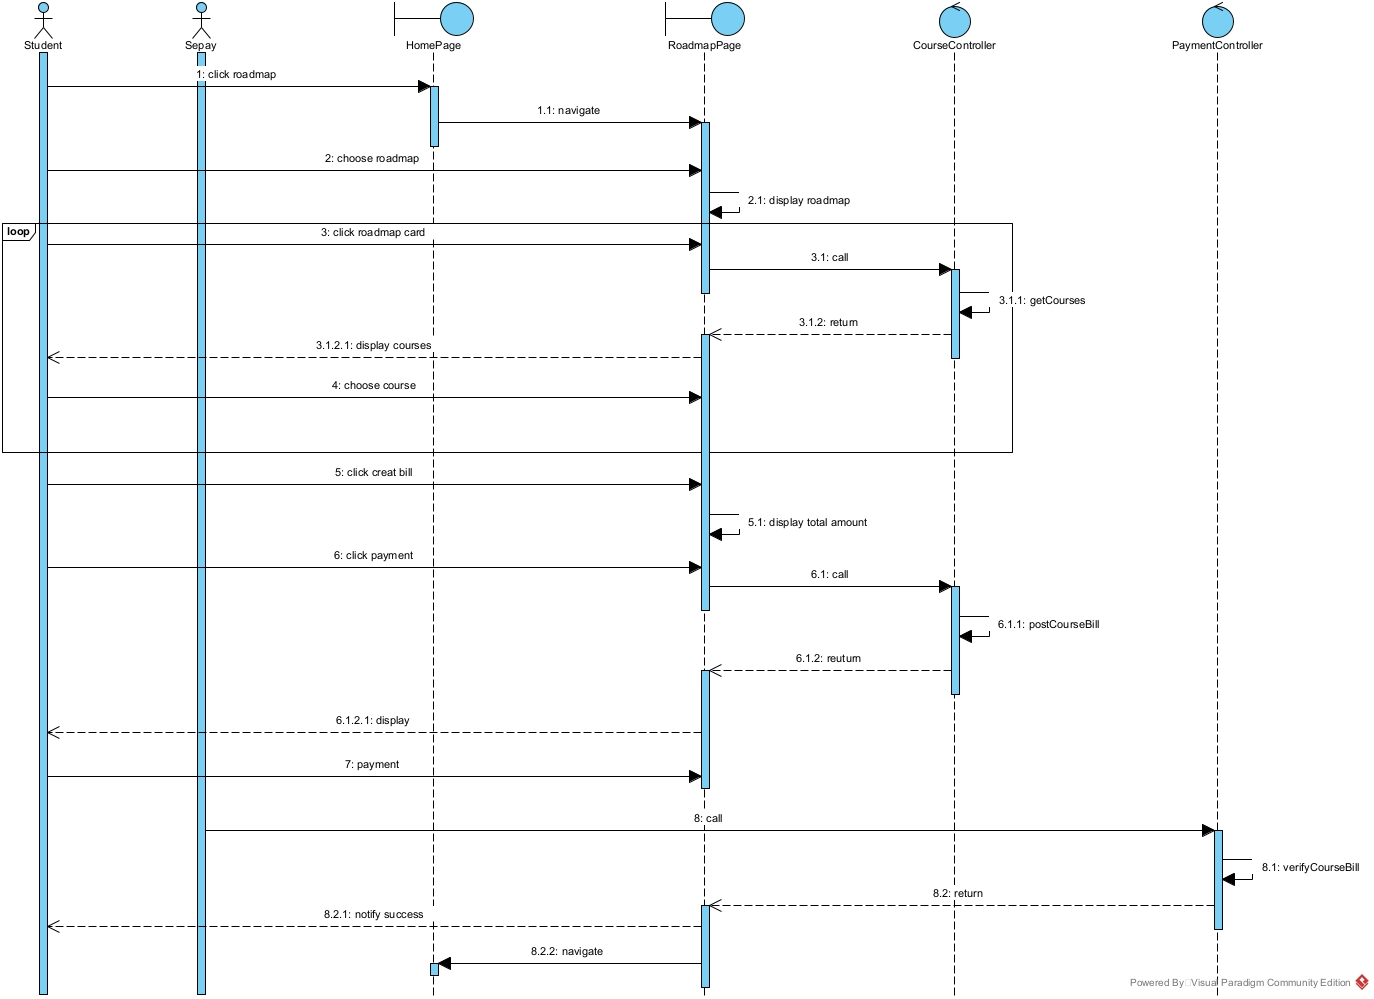 Student
Sepay
HomePage
RoadmapPage
CourseController
PaymentController
1: click roadmap
1.1: navigate
2: choose roadmap
2.1: display roadmap
loop
3: click roadmap card
3.1: call
3.1.1: getCourses
3.1.2: return
3.1.2.1: display courses
4: choose course
5: click creat bill
5.1: display total amount
6: click payment
6.1: call
6.1.1: postCourseBill
6.1.2: reuturn
6.1.2.1: display
7: payment
8: call
8.1: verifyCourseBill
8.2: return
8.2.1: notify success
8.2.2: navigate
Powered By Visual Paradigm Community Edition